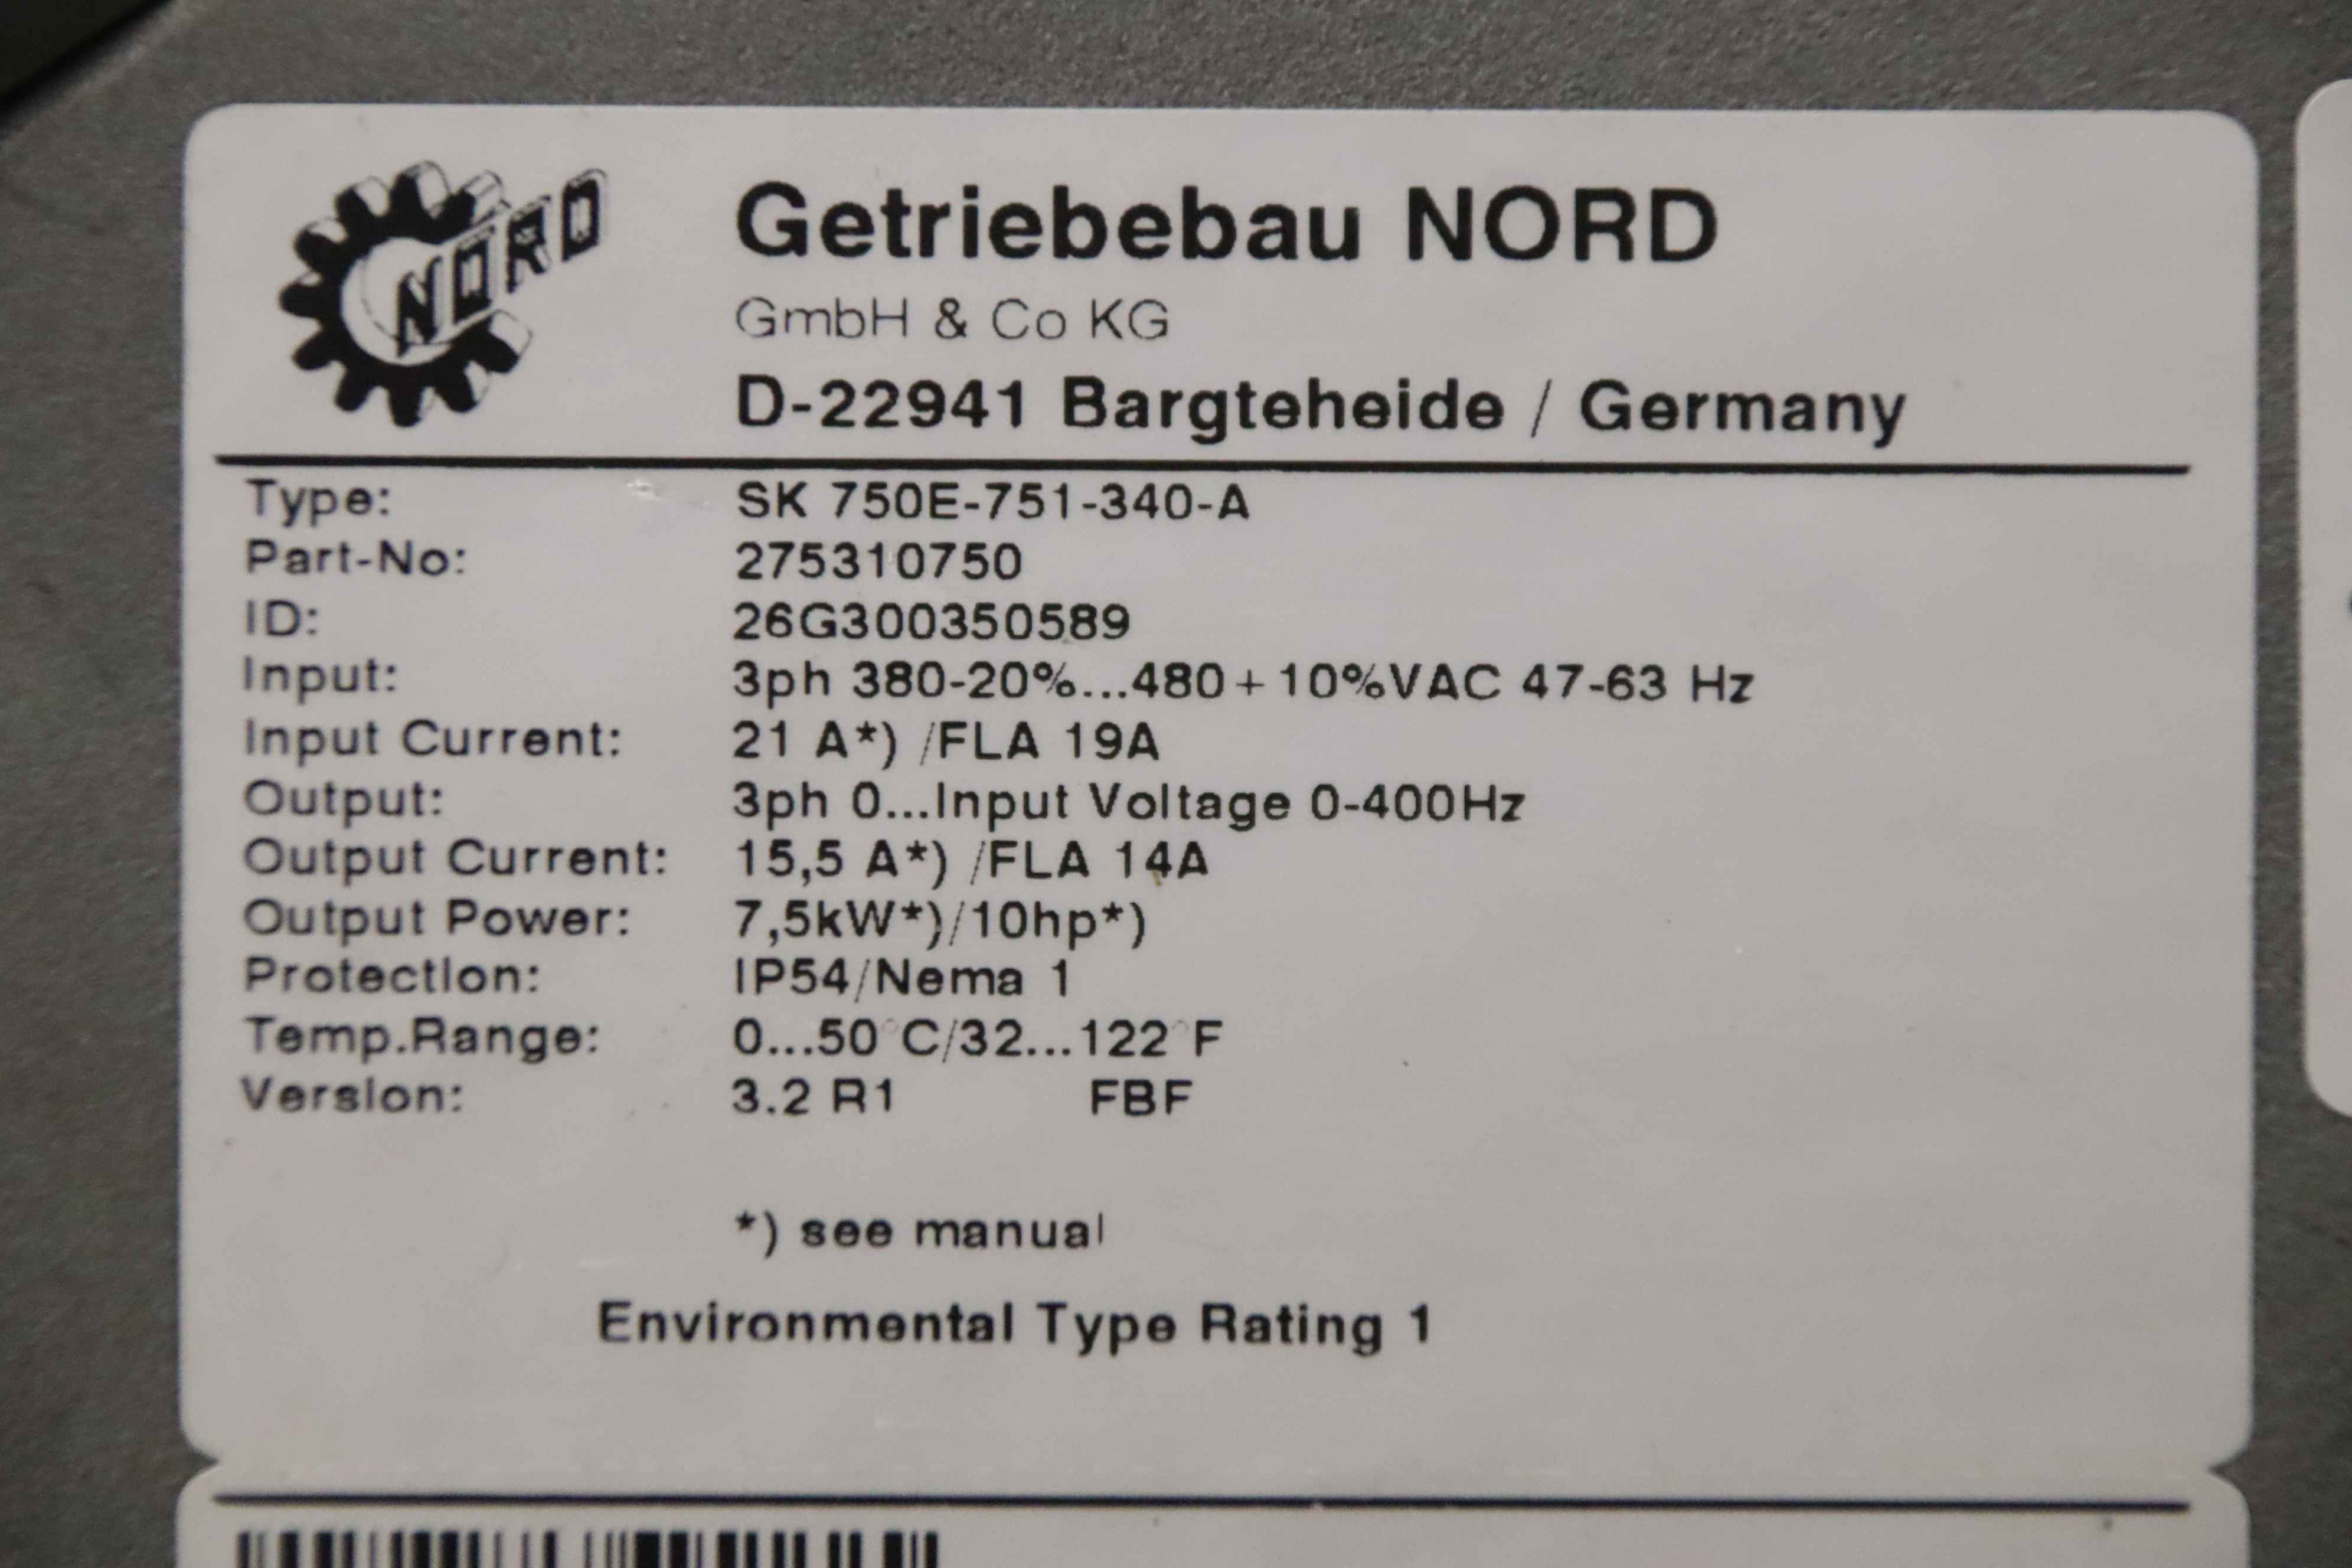 NORD
Getriebebau NORD
GmbH & Co KG
D-22941 Bargteheide / Germany
Type: SK 750E-751-340-A
Part-No: 275310750
ID: 26G300350589
Input: 3ph 380-20%...480+10%VAC 47-63 Hz
Input Current: 21 A*) /FLA 19A
Output: 3ph 0...Input Voltage 0-400Hz
Output Current: 15,5 A*) /FLA 14A
Output Power: 7,5kW*)/10hp*)
Protection: IP54/Nema 1
Temp.Range: 0...50°C/32...122°F
Version: 3.2 R1 FBF
*) see manual
Environmental Type Rating 1